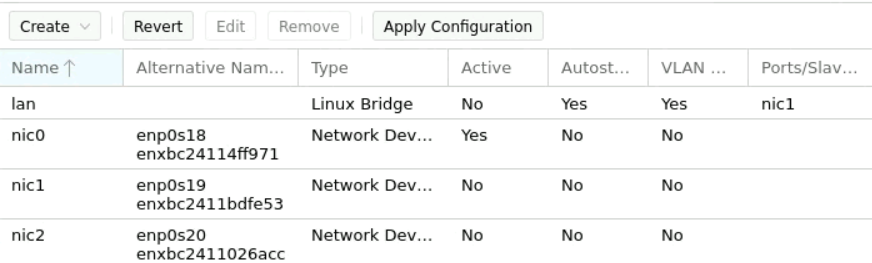 Create Revert Edit Remove Apply Configuration
Name Alternative Nam... Type Active Autost... VLAN ... Ports/Slav...
lan Linux Bridge No Yes Yes nic1
nic0 enp0s18 Network Dev... Yes No No
enxbc24114ff971
nic1 enp0s19 Network Dev... No No No
enxbc2411bdfe53
nic2 enp0s20 Network Dev... No No No
enxbc2411026acc